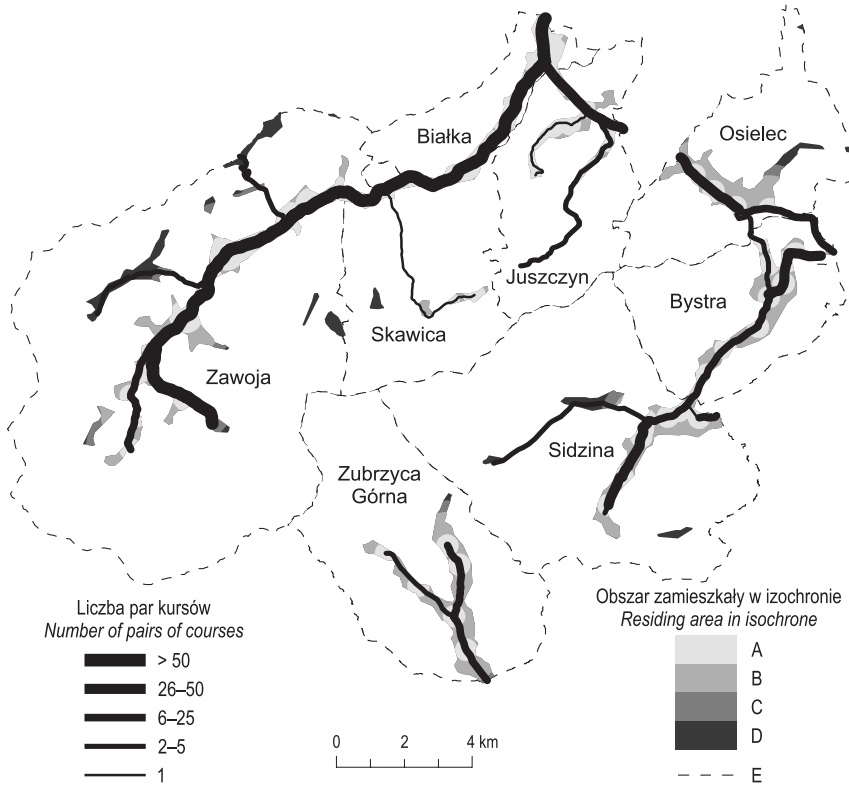 Białka
Osielec
Juszczyn
Bystra
Skawica
Zawoja
Sidzina
Zubrzyca
Górna
Liczba par kursów
Number of pairs of courses
> 50
26–50
6–25
2–5
1
0 2 4 km
Obszar zamieszkały w izochronie
Residing area in isochrone
A
B
C
D
E